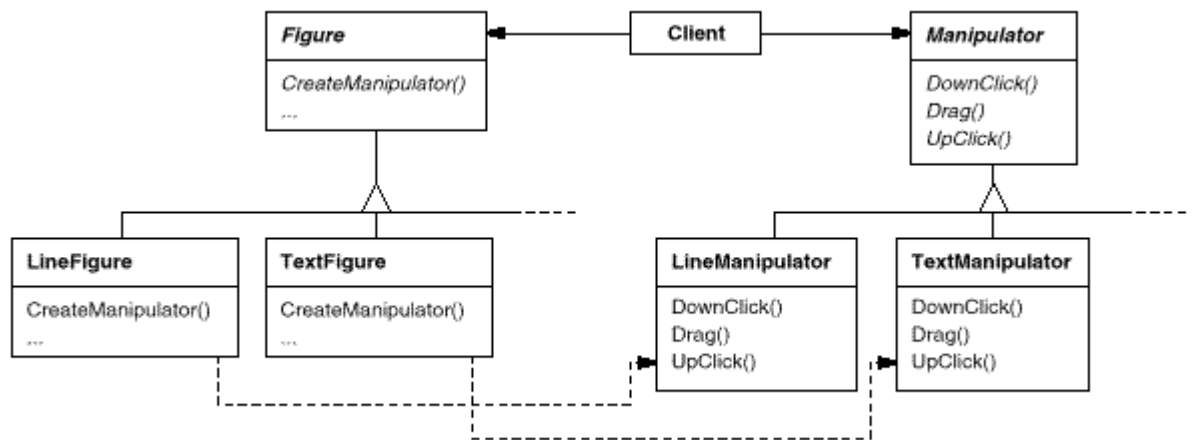 Figure
CreateManipulator()
...
Client
Manipulator
DownClick()
Drag()
UpClick()
LineFigure
CreateManipulator()
...
TextFigure
CreateManipulator()
...
LineManipulator
DownClick()
Drag()
UpClick()
TextManipulator
DownClick()
Drag()
UpClick()